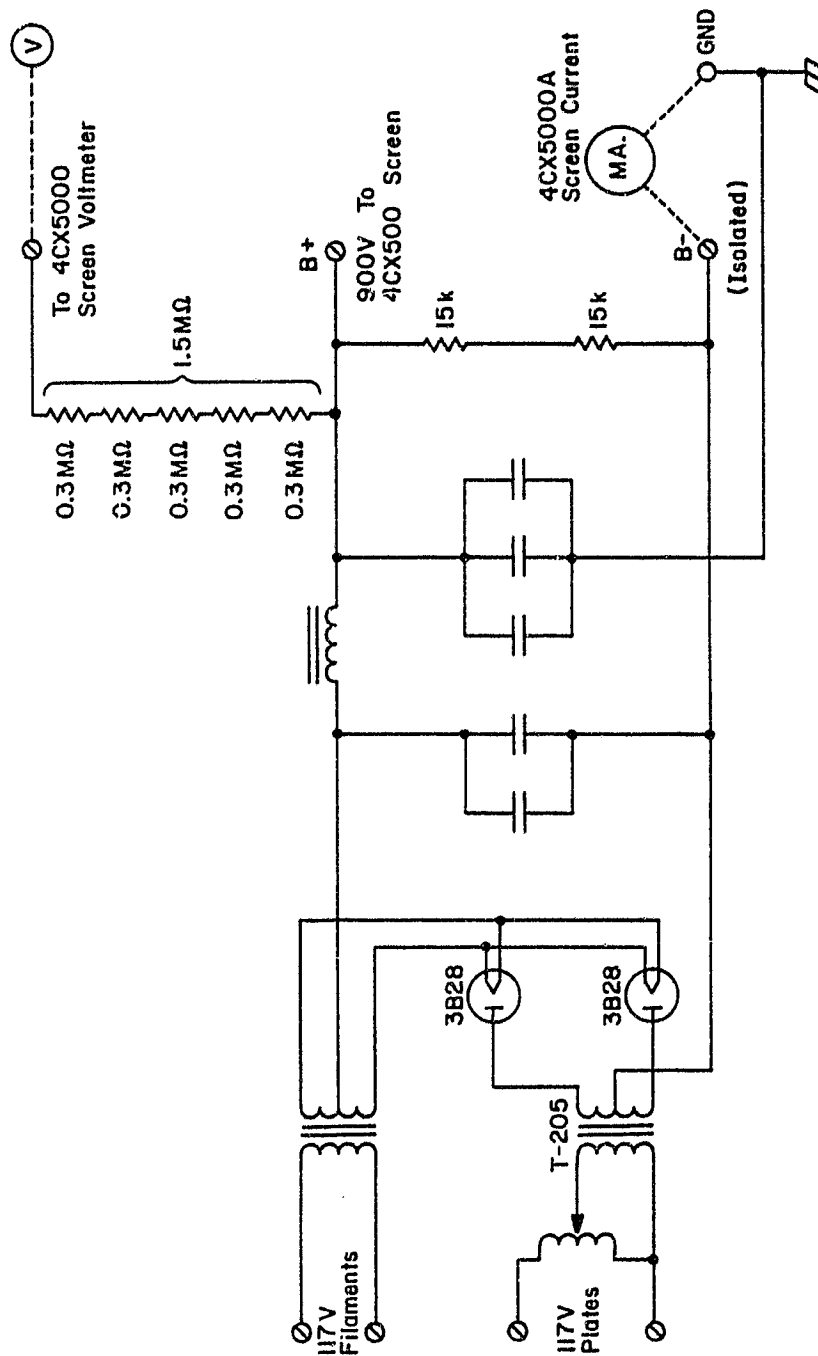 V
To 4CX5000
Screen Voltmeter
1.5MΩ
0.3MΩ
0.3MΩ
0.3MΩ
0.3MΩ
0.3MΩ
B+
900V To
4CX500 Screen
15k
15k
4CX5000A
Screen Current
MA.
GND
B-
(Isolated)
3B28
3B28
T-205
117V
Filaments
117V
Plates